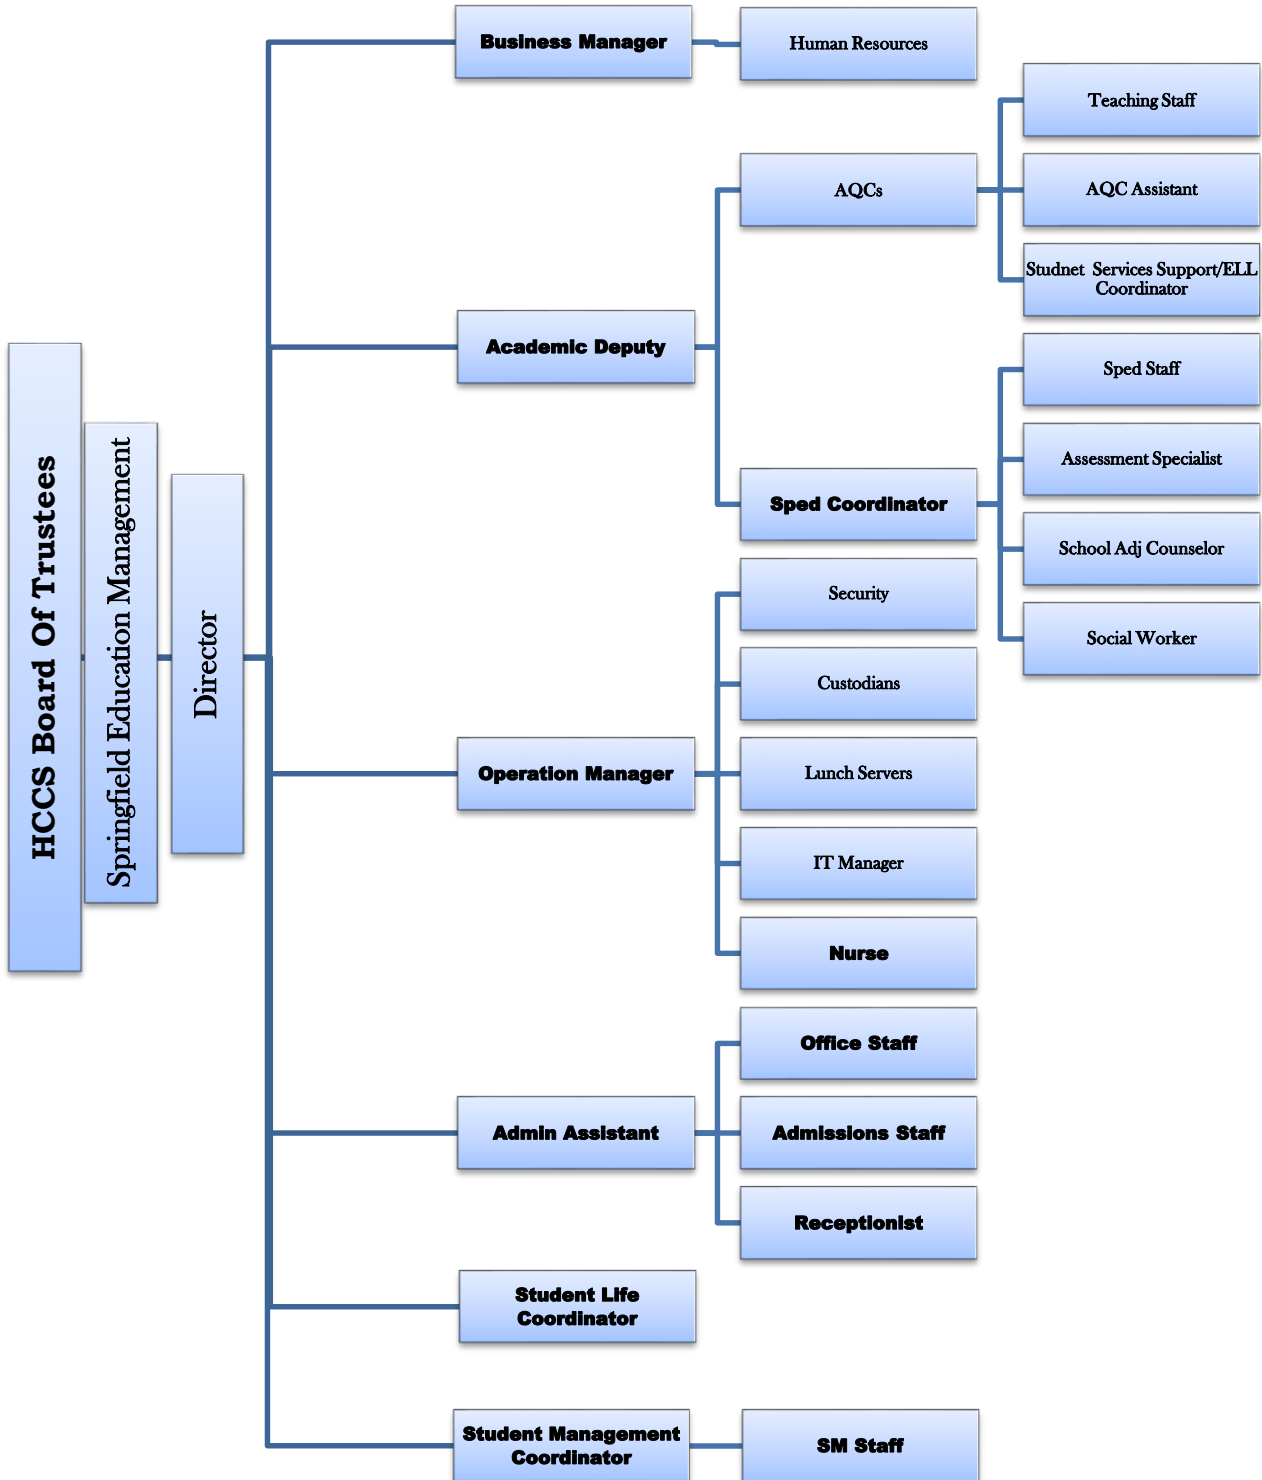 HCCS Board Of Trustees
Springfield Education Management
Director
Business Manager
Human Resources
Academic Deputy
AQCs
Teaching Staff
AQC Assistant
Studnet Services Support/ELL
Coordinator
Sped Coordinator
Sped Staff
Assessment Specialist
School Adj Counselor
Social Worker
Operation Manager
Security
Custodians
Lunch Servers
IT Manager
Nurse
Admin Assistant
Office Staff
Admissions Staff
Receptionist
Student Life
Coordinator
Student Management
Coordinator
SM Staff